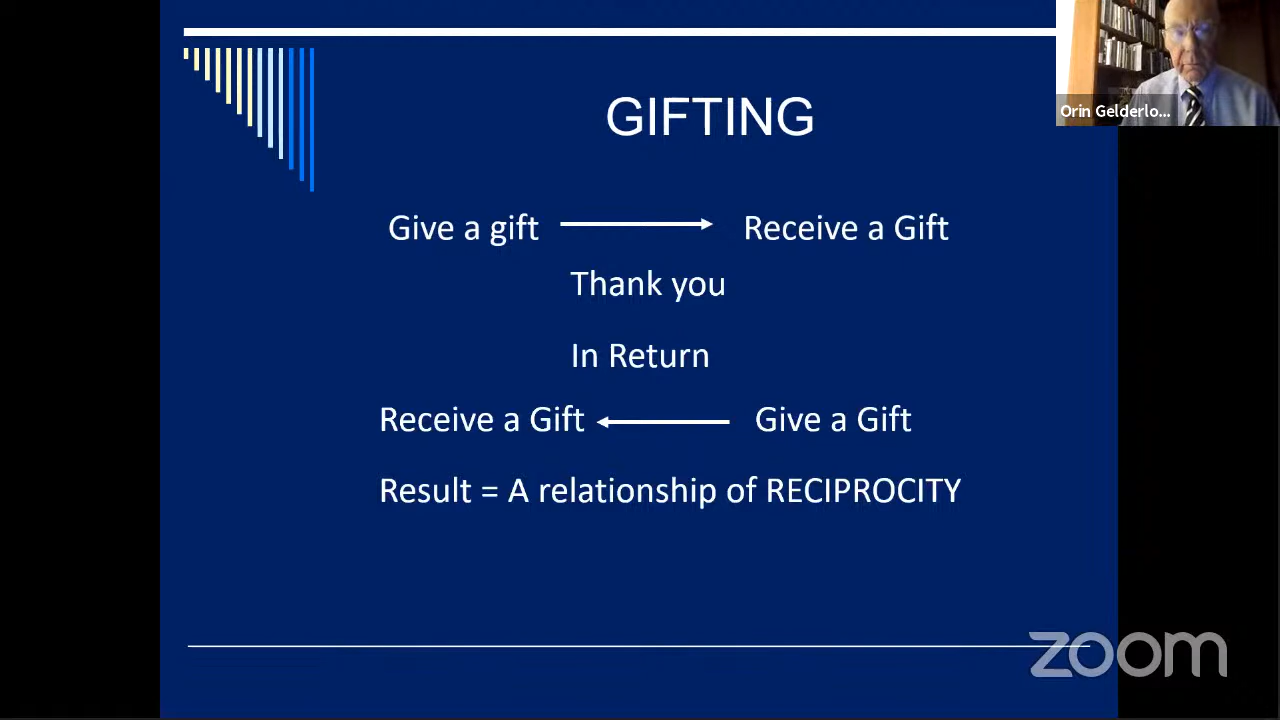 GIFTING
Orin Gelderlo...
Give a gift Receive a Gift
Thank you
In Return
Receive a Gift Give a Gift
Result = A relationship of RECIPROCITY
zoom